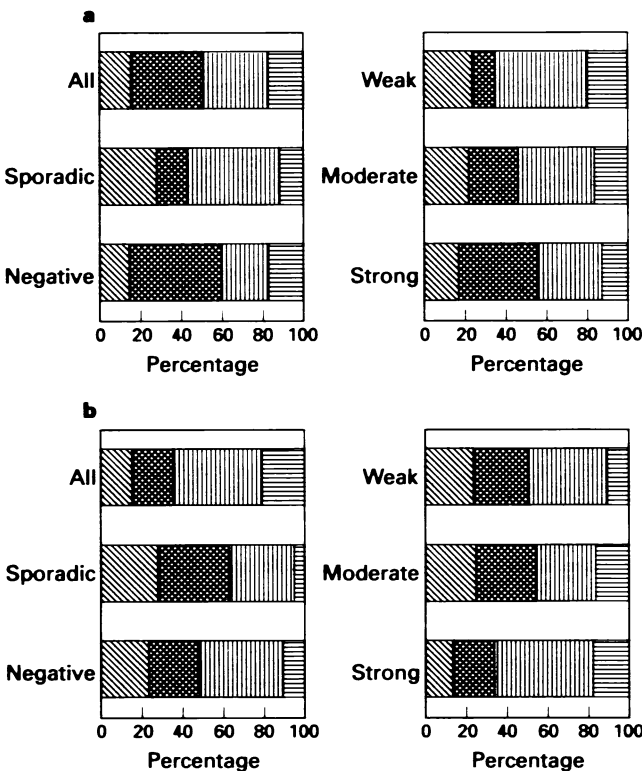 a
All
Sporadic
Negative
0 20 40 60 80 100
Percentage
Weak
Moderate
Strong
0 20 40 60 80 100
Percentage
b
All
Sporadic
Negative
0 20 40 60 80 100
Percentage
Weak
Moderate
Strong
0 20 40 60 80 100
Percentage